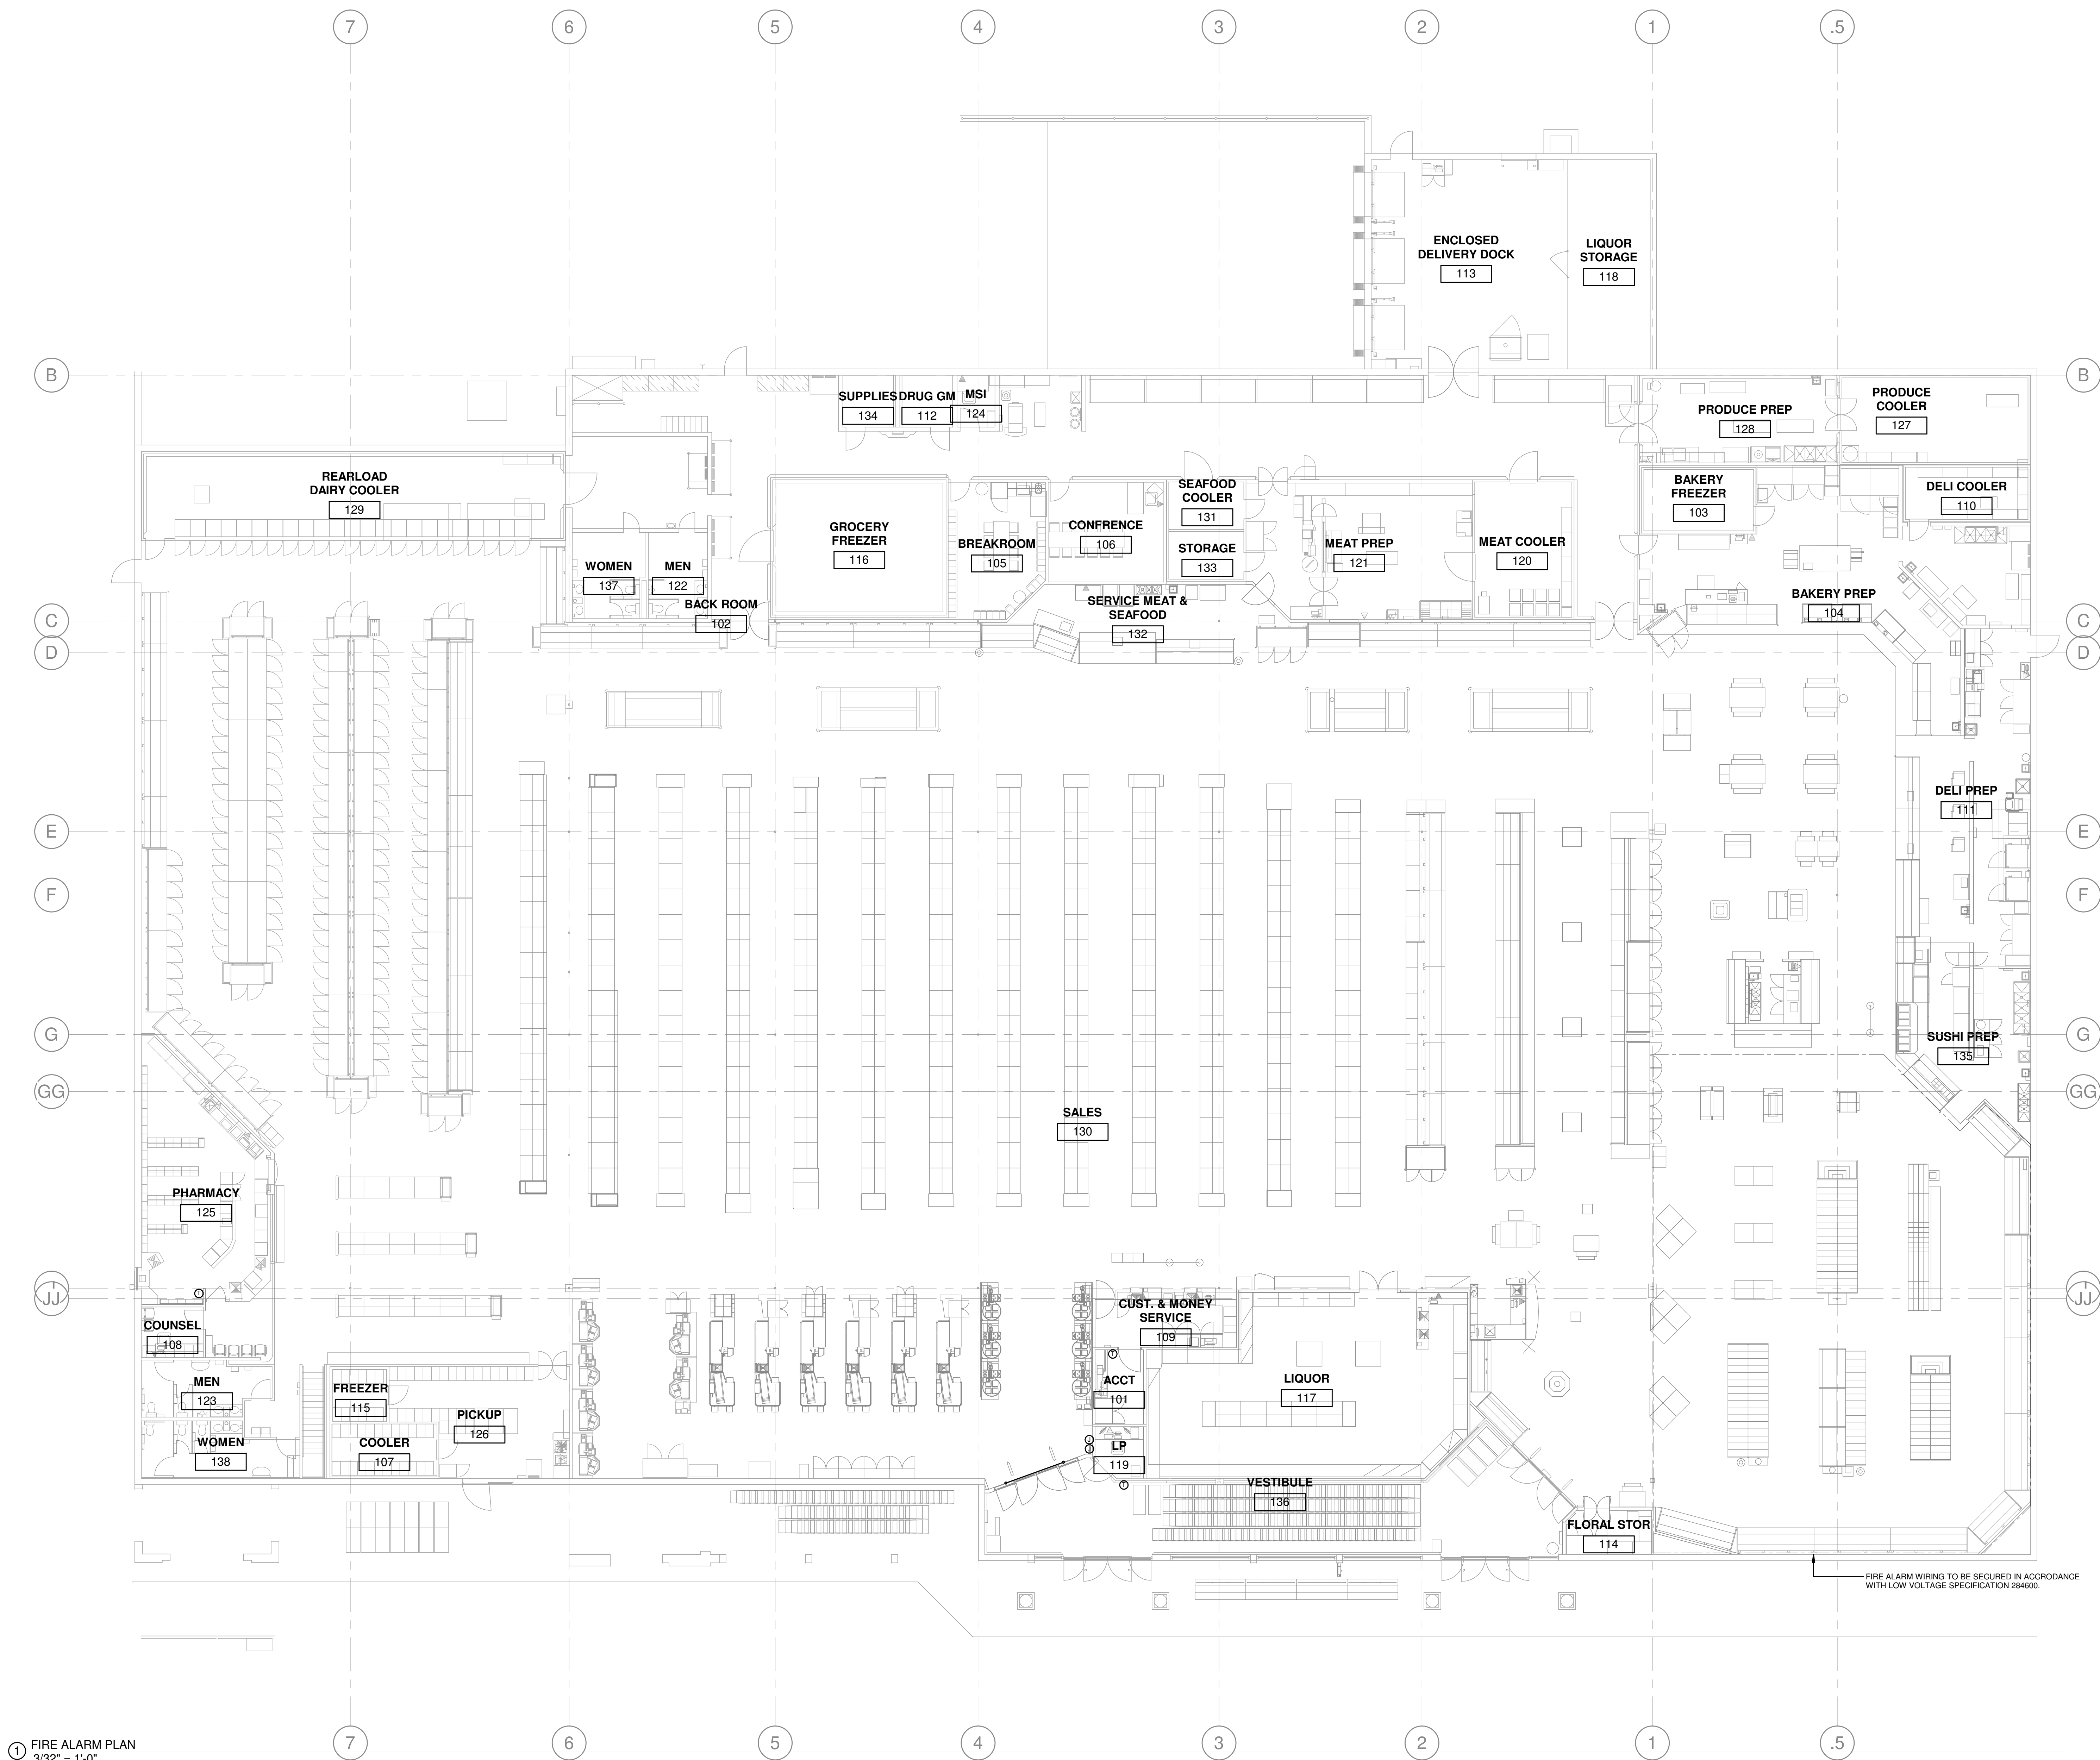 7 6 5 4 3 2 1 .5
ENCLOSED
DELIVERY DOCK
113
LIQUOR
STORAGE
118
B B
SUPPLIES
134
DRUG GM
112
MSI
124
PRODUCE PREP
128
PRODUCE
COOLER
127
REARLOAD
DAIRY COOLER
129
GROCERY
FREEZER
116
BREAKROOM
105
CONFRENCE
106
SEAFOOD
COOLER
131
STORAGE
133
MEAT PREP
121
MEAT COOLER
120
BAKERY
FREEZER
103
DELI COOLER
110
WOMEN
137
MEN
122
BACK ROOM
102
SERVICE MEAT &
SEAFOOD
132
BAKERY PREP
104
C C
D D
DELI PREP
111
E E
F F
G G
SUSHI PREP
135
GG GG
SALES
130
PHARMACY
125
JJ JJ
T
COUNSEL
108
CUST. & MONEY
SERVICE
109
T
MEN
123
FREEZER
115
PICKUP
126
ACCT
101
LIQUOR
117
WOMEN
138
COOLER
107
J
J
LP
119
T
VESTIBULE
136
FLORAL STOR
114
FIRE ALARM WIRING TO BE SECURED IN ACCRODANCE
WITH LOW VOLTAGE SPECIFICATION 284600.
7 6 5 4 3 2 1 .5
1 FIRE ALARM PLAN
3/32" = 1'-0"